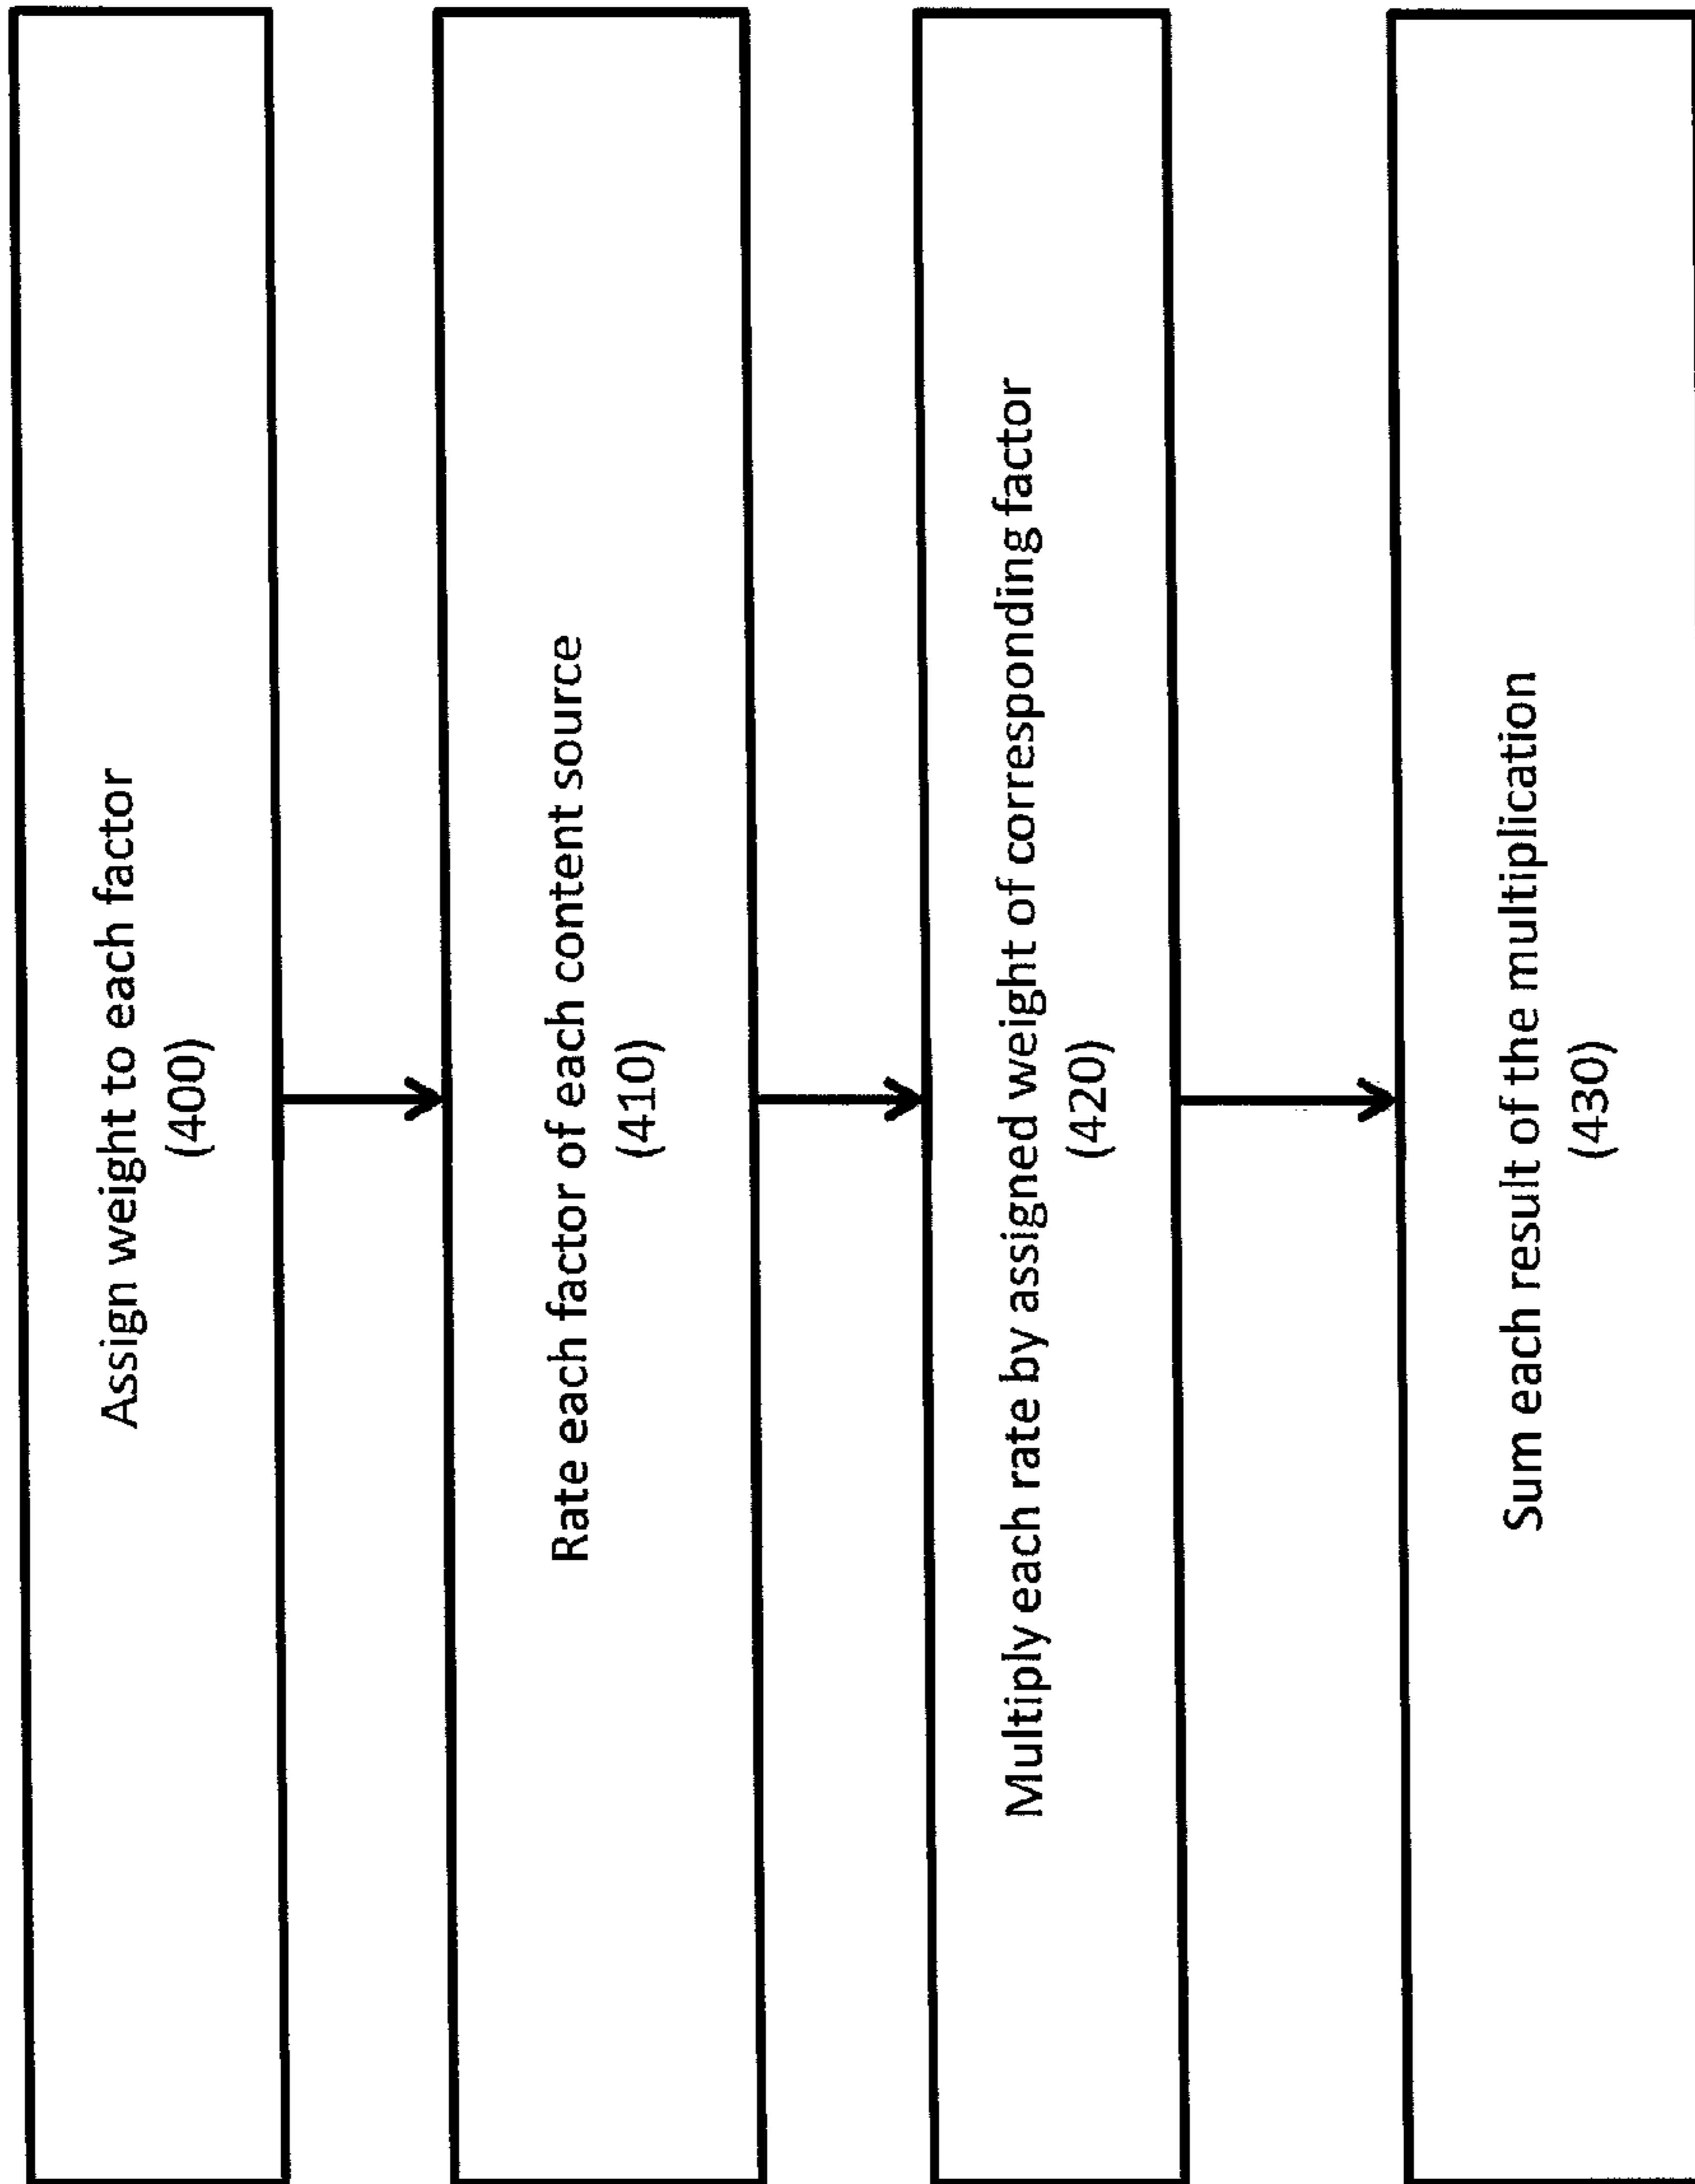 Assign weight to each factor
(400)
Rate each factor of each content source
(410)
Multiply each rate by assigned weight of corresponding factor
(420)
Sum each result of the multiplication
(430)